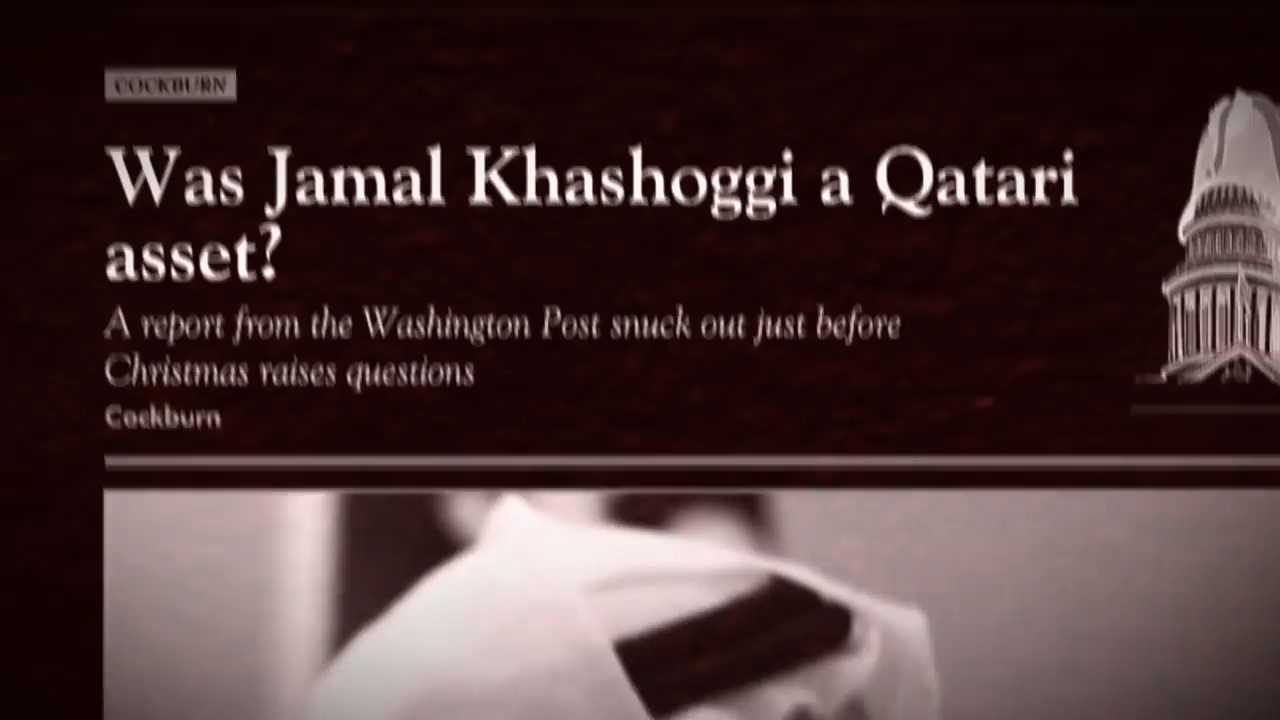 COCKBURN
Was Jamal Khashoggi a Qatari
asset?
A report from the Washington Post snuck out just before
Christmas raises questions
Cockburn